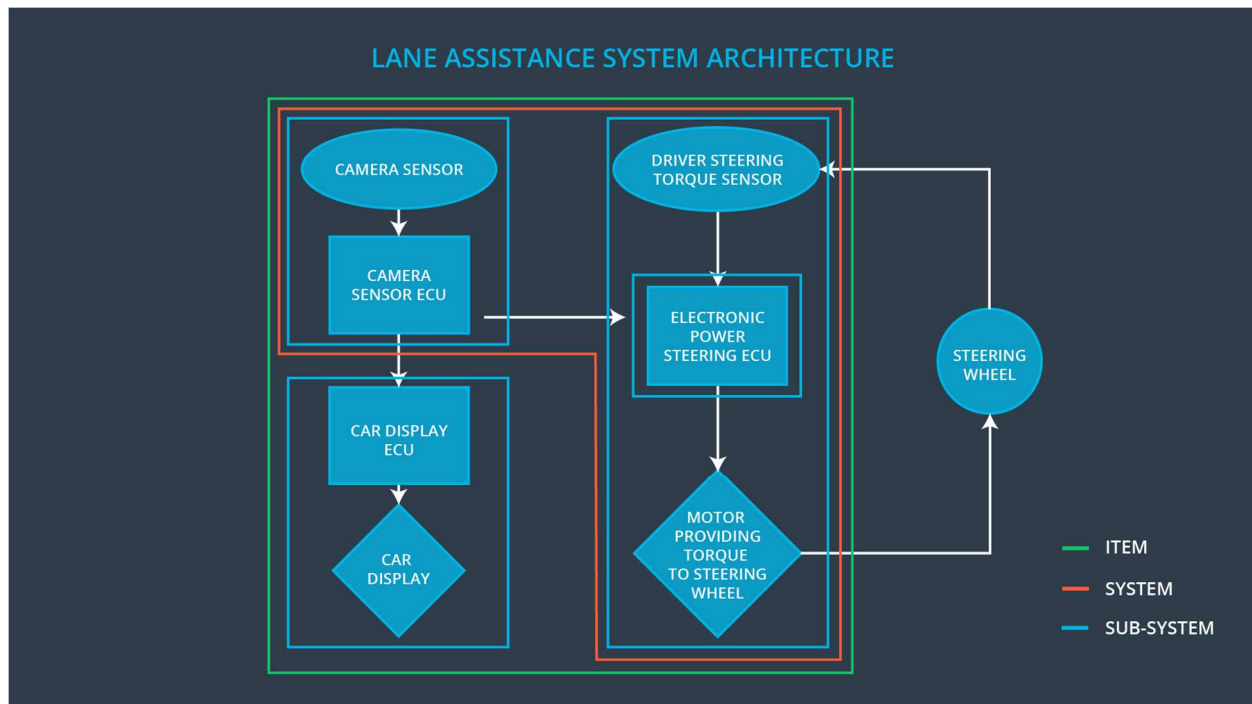 LANE ASSISTANCE SYSTEM ARCHITECTURE
CAMERA SENSOR
CAMERA
SENSOR ECU
CAR DISPLAY
ECU
CAR
DISPLAY
DRIVER STEERING
TORQUE SENSOR
ELECTRONIC
POWER
STEERING ECU
MOTOR
PROVIDING
TORQUE
TO STEERING
WHEEL
STEERING
WHEEL
ITEM
SYSTEM
SUB-SYSTEM